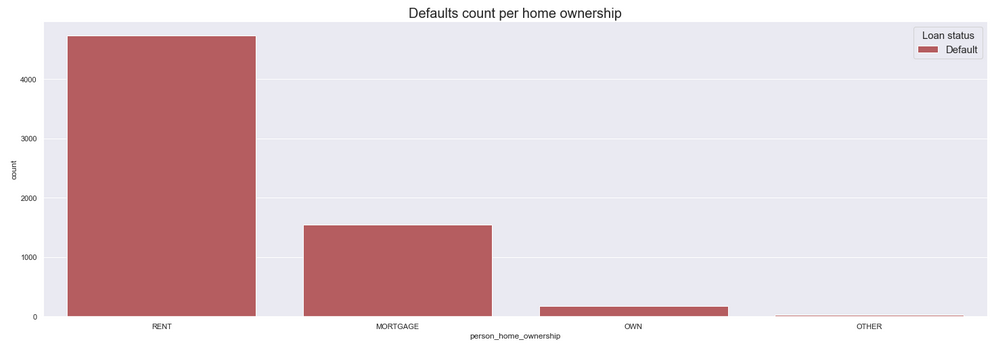 Defaults count per home ownership
Loan status
Default
4000
3000
2000
1000
0
count
RENT MORTGAGE OWN OTHER
person_home_ownership